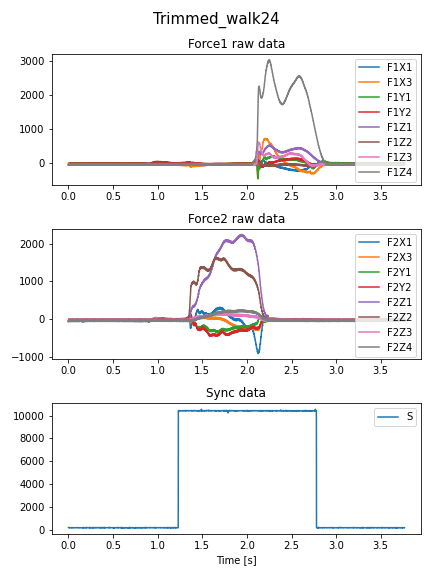 Trimmed_walk24
Force1 raw data
3000
2000
1000
0
F1X1
F1X3
F1Y1
F1Y2
F1Z1
F1Z2
F1Z3
F1Z4
0.0 0.5 1.0 1.5 2.0 2.5 3.0 3.5
Force2 raw data
2000
1000
0
−1000
F2X1
F2X3
F2Y1
F2Y2
F2Z1
F2Z2
F2Z3
F2Z4
0.0 0.5 1.0 1.5 2.0 2.5 3.0 3.5
Sync data
10000
8000
6000
4000
2000
0
S
0.0 0.5 1.0 1.5 2.0 2.5 3.0 3.5
Time [s]